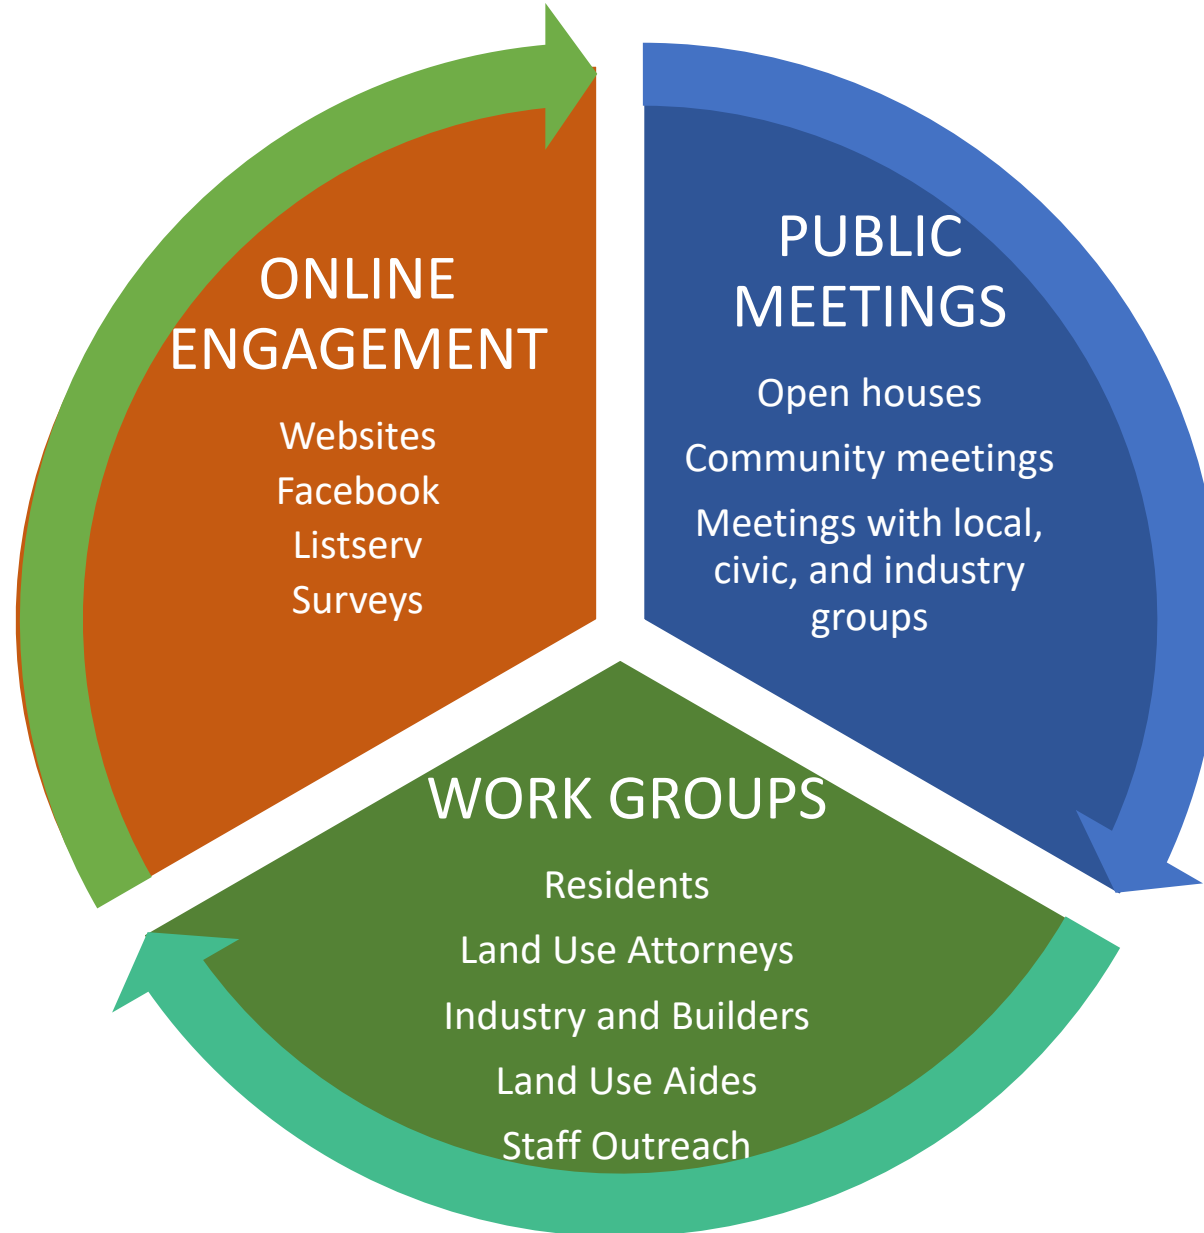 ONLINE
ENGAGEMENT
Websites
Facebook
Listserv
Surveys
PUBLIC
MEETINGS
Open houses
Community meetings
Meetings with local,
civic, and industry
groups
WORK GROUPS
Residents
Land Use Attorneys
Industry and Builders
Land Use Aides
Staff Outreach